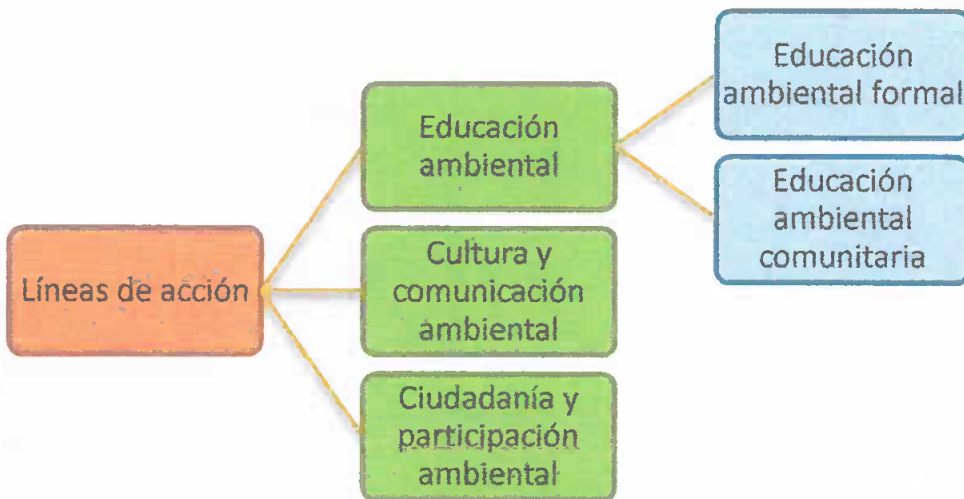 Líneas de acción
Educación
ambiental
Cultura y
comunicación
ambiental
Ciudadanía y
participación
ambiental
Educación
ambiental formal
Educación
ambiental
comunitaria